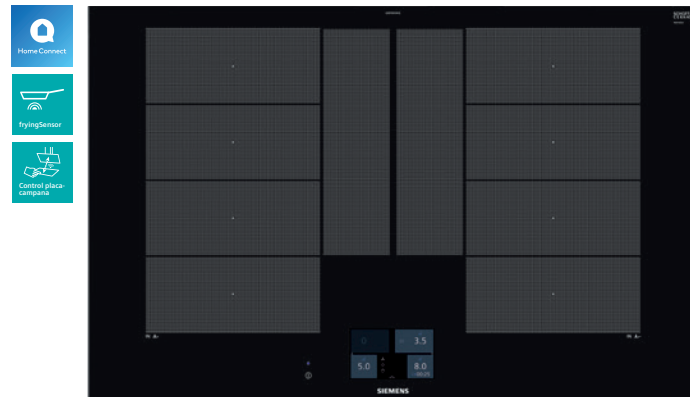 Home Connect
fryingSensor
Control placa-
campana
3.5
5.0
8.0
SIEMENS